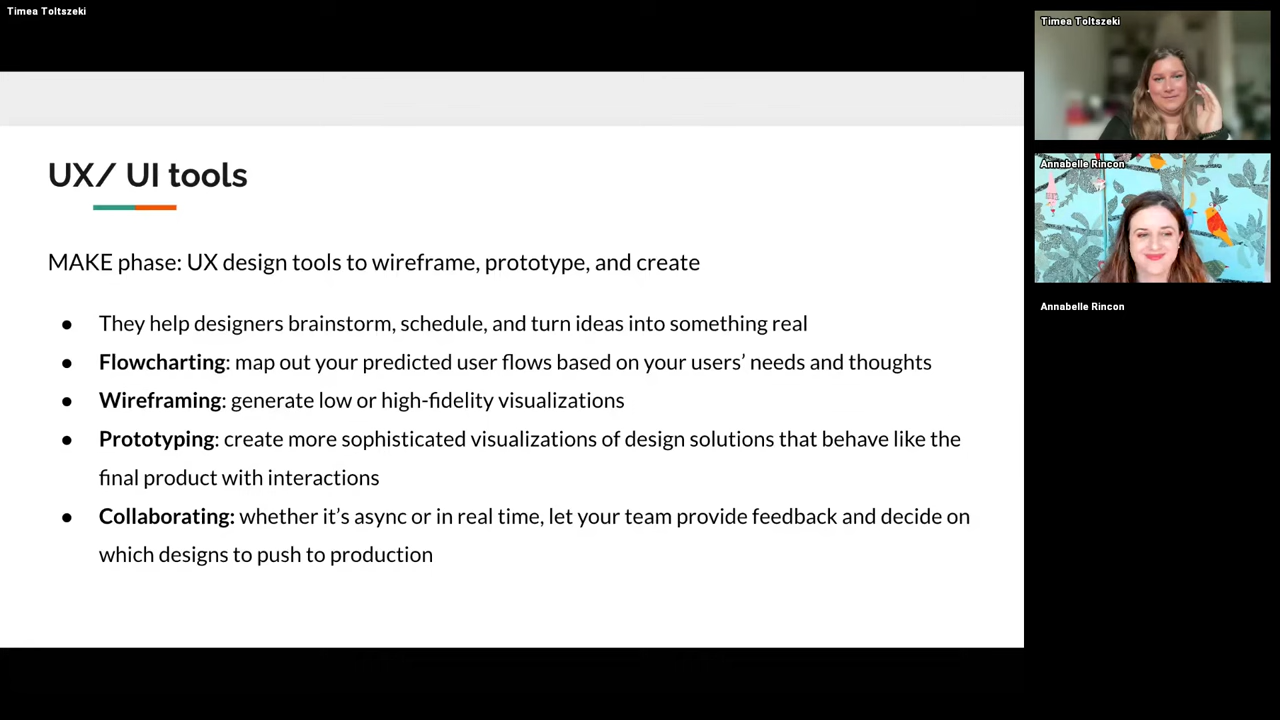 Timea Toltszeki
Timea Toltszeki
Annabelle Rincon
Annabelle Rincon
UX/ UI tools
MAKE phase: UX design tools to wireframe, prototype, and create
● They help designers brainstorm, schedule, and turn ideas into something real
● Flowcharting: map out your predicted user flows based on your users’ needs and thoughts
● Wireframing: generate low or high-fidelity visualizations
● Prototyping: create more sophisticated visualizations of design solutions that behave like the
final product with interactions
● Collaborating: whether it’s async or in real time, let your team provide feedback and decide on
which designs to push to production